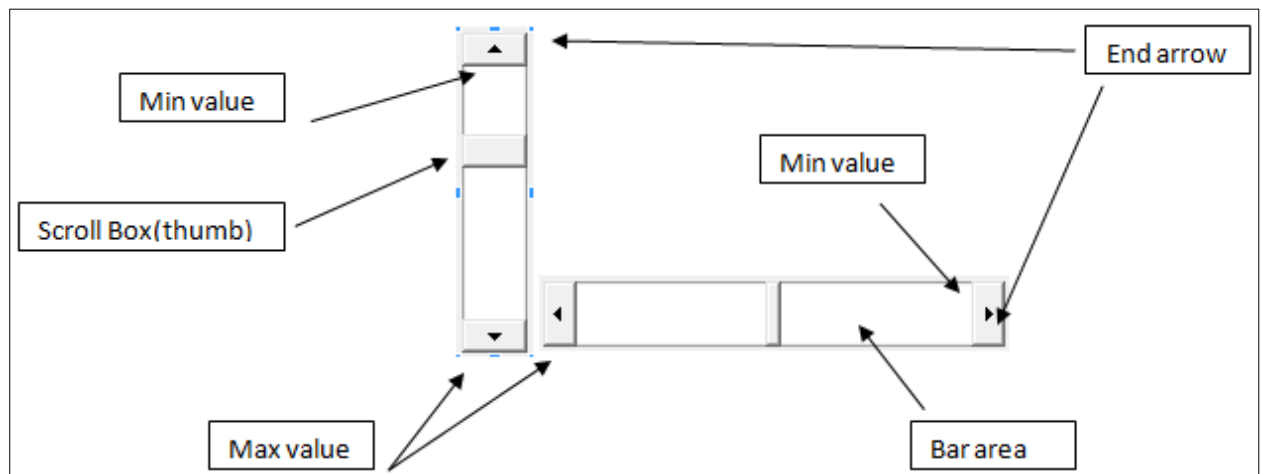 End arrow
Min value
Min value
Scroll Box(thumb)
Max value
Bar area